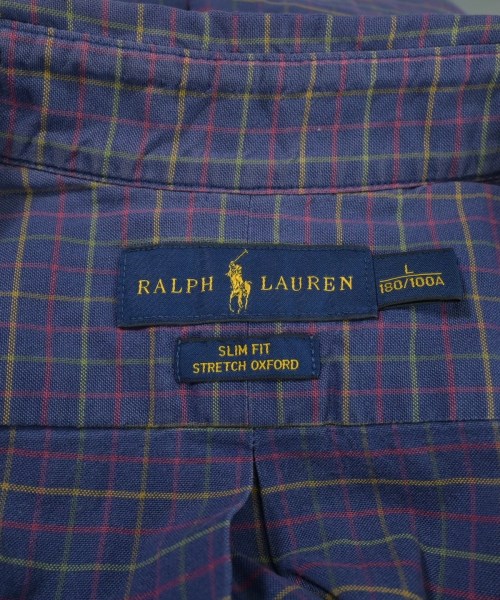 RALPH LAUREN
L
180/100A
SLIM FIT
STRETCH OXFORD